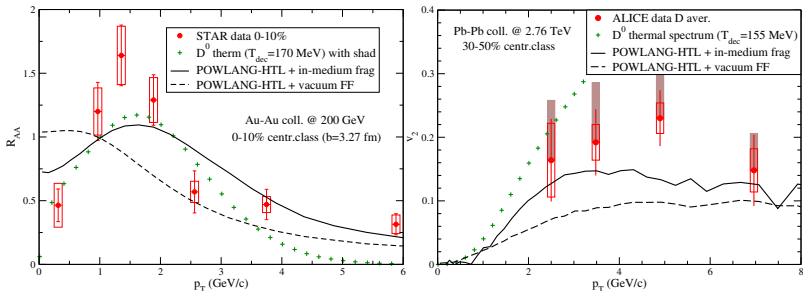 STAR data 0-10%
D^0 therm (T_dec=170 MeV) with shad
POWLANG-HTL + in-medium frag
POWLANG-HTL + vacuum FF
Au-Au coll. @ 200 GeV
0-10% centr.class (b=3.27 fm)
R_AA
2
1.5
1
0.5
0
0 1 2 3 4 5 6
p_T (GeV/c)
Pb-Pb coll. @ 2.76 TeV
30-50% centr.class
ALICE data D aver.
D^0 thermal spectrum (T_dec=155 MeV)
POWLANG-HTL + in-medium frag
POWLANG-HTL + vacuum FF
v_2
0.4
0.3
0.2
0.1
0
0 2 4 6 8
p_T (GeV/c)